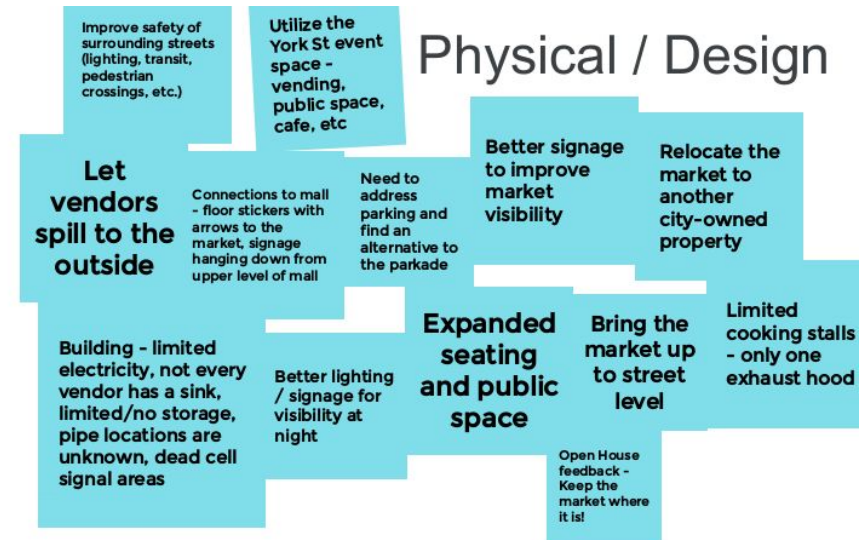 Physical / Design
Improve safety of
surrounding streets
(lighting, transit,
pedestrian
crossings, etc.)
Utilize the
York St event
space -
vending,
public space,
cafe, etc
Let
vendors
spill to the
outside
Connections to mall
- floor stickers with
arrows to the
market, signage
hanging down from
upper level of mall
Need to
address
parking and
find an
alternative to
the parkade
Better signage
to improve
market
visibility
Relocate the
market to
another
city-owned
property
Building - limited
electricity, not every
vendor has a sink,
limited/no storage,
pipe locations are
unknown, dead cell
signal areas
Better lighting
/ signage for
visibility at
night
Expanded
seating
and public
space
Bring the
market up
to street
level
Limited
cooking stalls
- only one
exhaust hood
Open House
feedback -
Keep the
market where
it is!